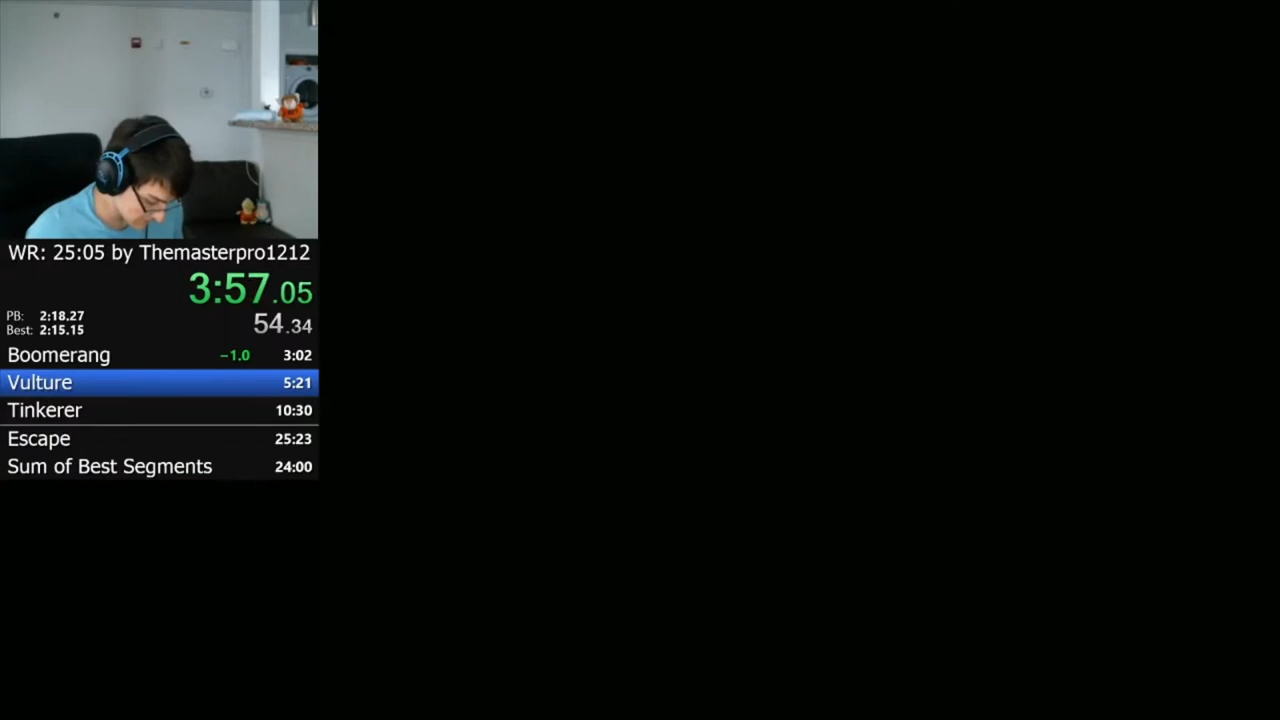 WR: 25:05 by Themasterpro1212
3:57.05
PB: 2:18.27
Best: 2:15.15
54.34
Boomerang −1.0 3:02
Vulture 5:21
Tinkerer 10:30
Escape 25:23
Sum of Best Segments 24:00